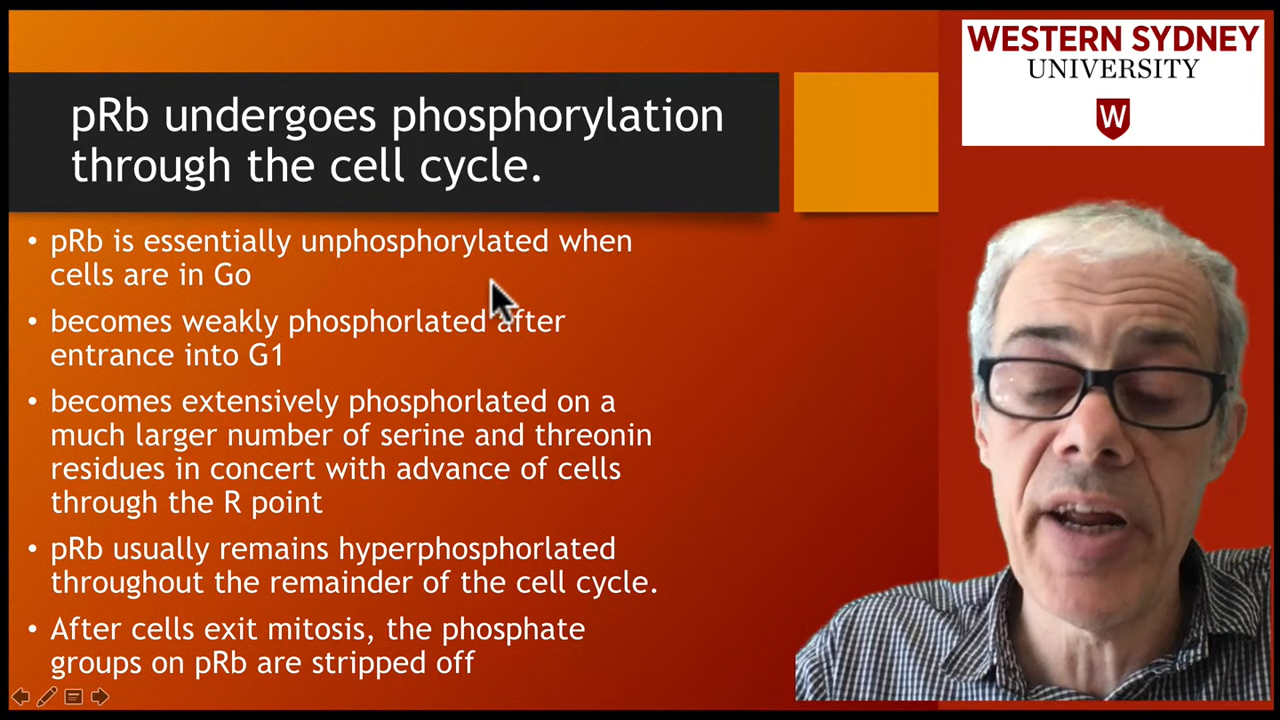 WESTERN SYDNEY
UNIVERSITY
W
pRb undergoes phosphorylation
through the cell cycle.
• pRb is essentially unphosphorylated when
cells are in Go
• becomes weakly phosphorlated after
entrance into G1
• becomes extensively phosphorlated on a
much larger number of serine and threonin
residues in concert with advance of cells
through the R point
• pRb usually remains hyperphosphorlated
throughout the remainder of the cell cycle.
• After cells exit mitosis, the phosphate
groups on pRb are stripped off